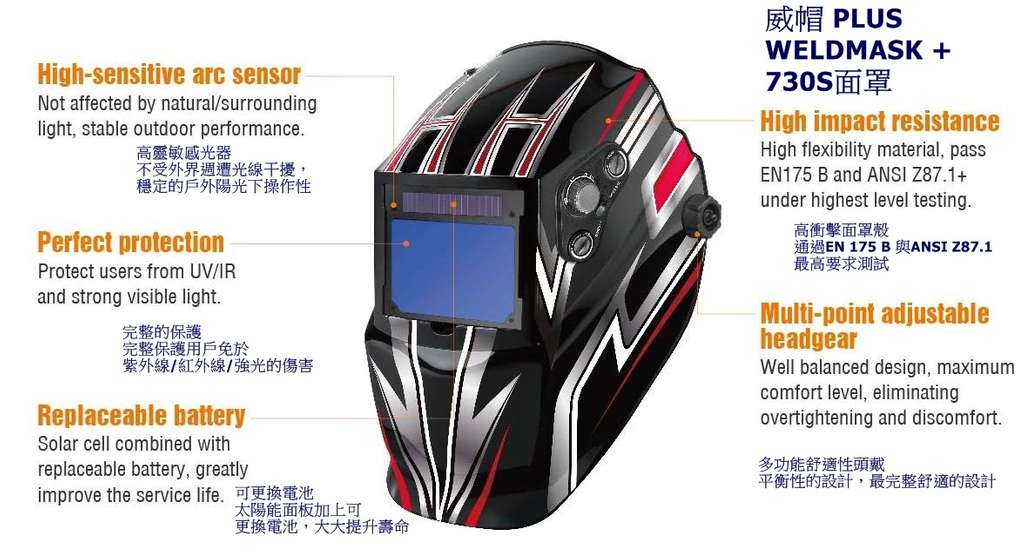 威帽 PLUS
WELDMASK +
730S面罩
High-sensitive arc sensor
Not affected by natural/surrounding
light, stable outdoor performance.
高靈敏感光器
不受外界週遭光線干擾，
穩定的戶外陽光下操作性
Perfect protection
Protect users from UV/IR
and strong visible light.
完整的保護
完整保護用戶免於
紫外線/紅外線/強光的傷害
Replaceable battery
Solar cell combined with
replaceable battery, greatly
improve the service life.
可更換電池
太陽能面板加上可
更換電池，大大提升壽命
High impact resistance
High flexibility material, pass
EN175 B and ANSI Z87.1+
under highest level testing.
高衝擊面罩殼
通過EN 175 B 與ANSI Z87.1
最高要求測試
Multi-point adjustable
headgear
Well balanced design, maximum
comfort level, eliminating
overtightening and discomfort.
多功能舒適性頭戴
平衡性的設計，最完整舒適的設計